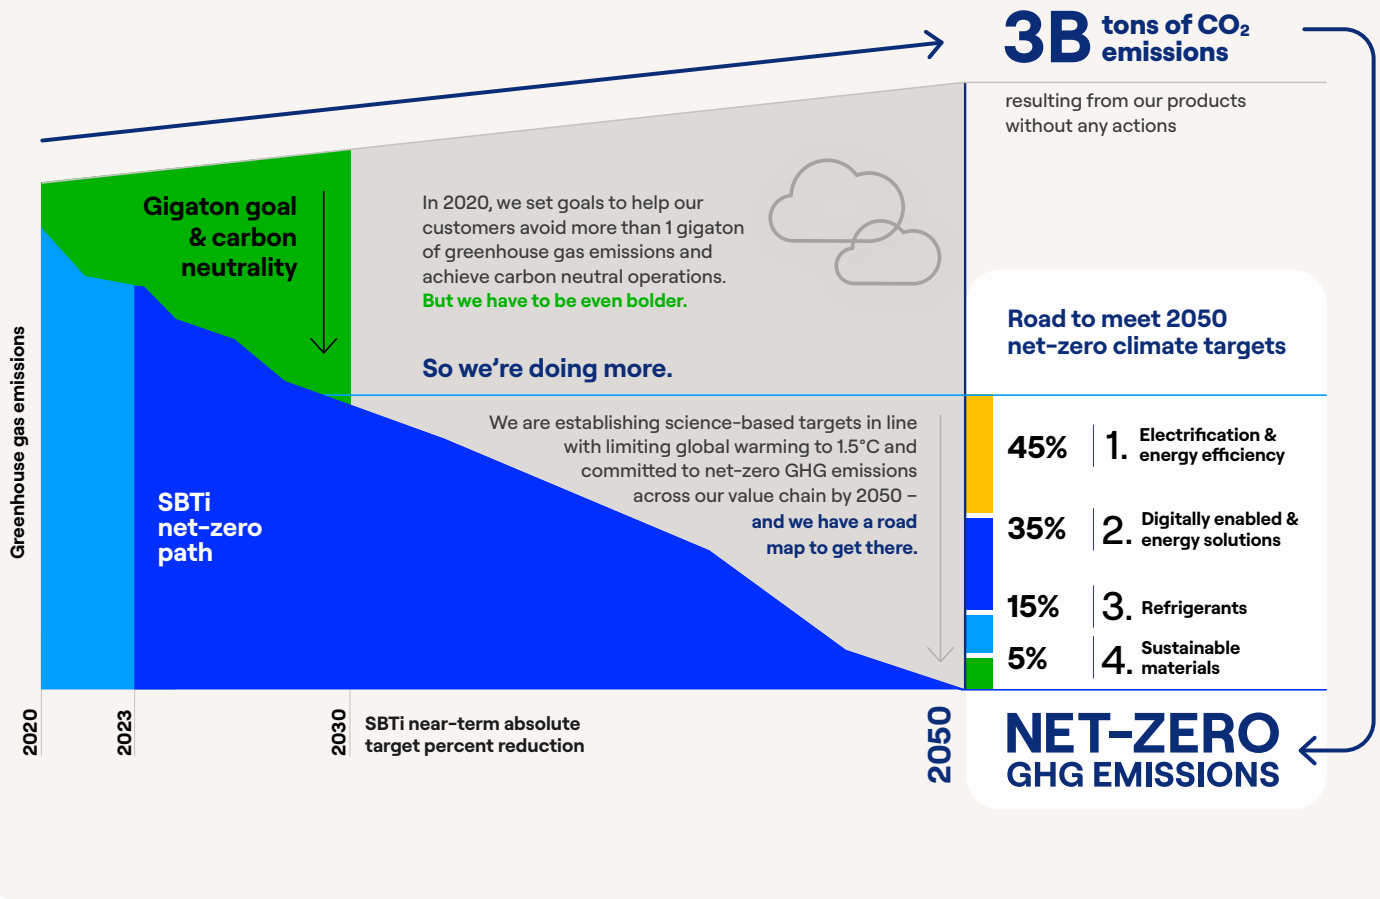 3B tons of CO₂
emissions
resulting from our products
without any actions
Gigaton goal
& carbon
neutrality
In 2020, we set goals to help our
customers avoid more than 1 gigaton
of greenhouse gas emissions and
achieve carbon neutral operations.
But we have to be even bolder.
So we’re doing more.
We are establishing science-based targets in line
with limiting global warming to 1.5°C and
committed to net-zero GHG emissions
across our value chain by 2050 –
and we have a road
map to get there.
Greenhouse gas emissions
SBTi
net-zero
path
Road to meet 2050
net-zero climate targets
45% 1. Electrification &
energy efficiency
35% 2. Digitally enabled &
energy solutions
15% 3. Refrigerants
5% 4. Sustainable
materials
2020
2023
2030
SBTi near-term absolute
target percent reduction
2050
NET-ZERO
GHG EMISSIONS